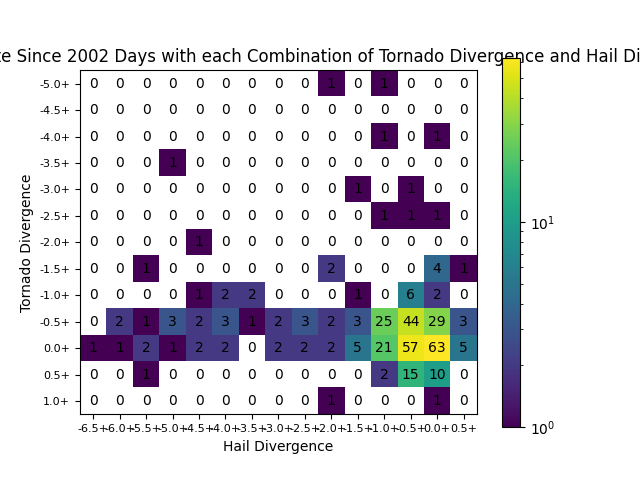 te Since 2002 Days with each Combination of Tornado Divergence and Hail Di
-5.0+ 0 0 0 0 0 0 0 0 0 1 0 1 0 0 0
-4.5+ 0 0 0 0 0 0 0 0 0 0 0 0 0 0 0
-4.0+ 0 0 0 0 0 0 0 0 0 0 0 1 0 1 0
-3.5+ 0 0 0 1 0 0 0 0 0 0 0 0 0 0 0
-3.0+ 0 0 0 0 0 0 0 0 0 0 1 0 1 0 0
-2.5+ 0 0 0 0 0 0 0 0 0 0 0 1 1 1 0
-2.0+ 0 0 0 0 1 0 0 0 0 0 0 0 0 0 0
-1.5+ 0 0 1 0 0 0 0 0 0 2 0 0 0 4 1
-1.0+ 0 0 0 0 1 2 2 0 0 0 1 0 6 2 0
-0.5+ 0 2 1 3 2 3 1 2 3 2 3 25 44 29 3
0.0+ 1 1 2 1 2 2 0 2 2 2 5 21 57 63 5
0.5+ 0 0 1 0 0 0 0 0 0 0 0 2 15 10 0
1.0+ 0 0 0 0 0 0 0 0 0 1 0 0 0 1 0
-6.5+ -6.0+ -5.5+ -5.0+ -4.5+ -4.0+ -3.5+ -3.0+ -2.5+ -2.0+ -1.5+ -1.0+ -0.5+ 0.0+ 0.5+
Hail Divergence
Tornado Divergence
10^1
10^0